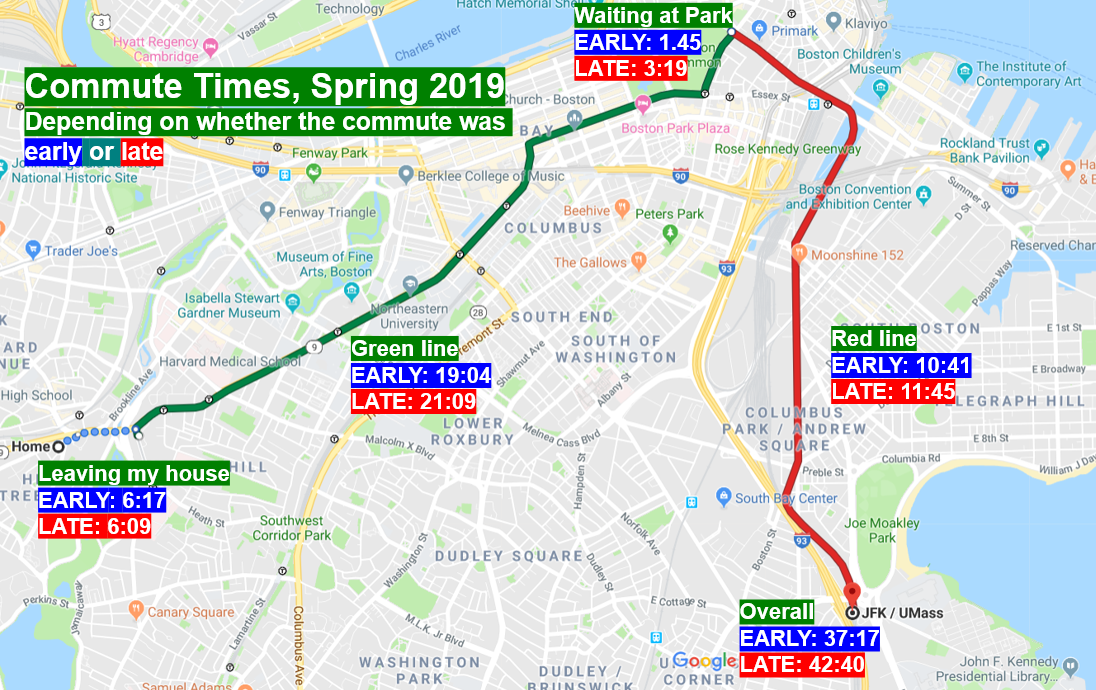 Hatch Memorial Shell
Technology
3
Vassar St
Hyatt Regency
Cambridge
Charles River
Waiting at Park
EARLY: 1.45
LATE: 3:19
Primark
Klaviyo
Boston Children's
Museum
The Institute of
Contemporary Art
Commute Times, Spring 2019
Depending on whether the commute was
early or late
Church - Boston
Essex St
BAY
Boston Park Plaza
Fenway Park
Rose Kennedy Greenway
Rockland Trust
Bank Pavilion
National Historic Site
90
Berklee College of Music
90
90
Boston Convention
and Exhibition Center
Summer St
D St
Fenway Triangle
Beehive
Peters Park
COLUMBUS
Trader Joe's
Museum of Fine
Arts, Boston
The Gallows
93
Moonshine 152
Reserved Char
Pappas Way
Isabella Stewart
Gardner Museum
Northeastern
University
28
SOUTH END
Tremont St
SOUTH BOSTON
E 1st St
9
Harvard Medical School
Green line
EARLY: 19:04
LATE: 21:09
Shawmut Ave
SOUTH OF
WASHINGTON
Albany St
Red line
EARLY: 10:41
LATE: 11:45
E Broadway
High School
Brookline Ave
TELEGRAPH HILL
COLUMBUS
PARK / ANDREW
SQUARE
LOWER
ROXBURY
Malcolm X Blvd
Melnea Cass Blvd
E 8th St
Home
Columbia Rd
William J Day
Preble St
Leaving my house
EARLY: 6:17
LATE: 6:09
HILL
Hampden St
South Bay Center
Heath St
Southwest
Corridor Park
Norfolk Ave
Boston St
93
Joe Moakley
Park
DUDLEY SQUARE
Washington St
Dudley St
Perkins St
Jamaicaway
Canary Square
Lamartine St
Columbus Ave
M.L.K. Jr Blvd
E Cottage St
Overall
EARLY: 37:17
LATE: 42:40
JFK / UMass
WASHINGTON
PARK
DUDLEY /
BRUNSWICK
CORNER
Google
John F. Kennedy
Presidential Library...
Samuel Adams